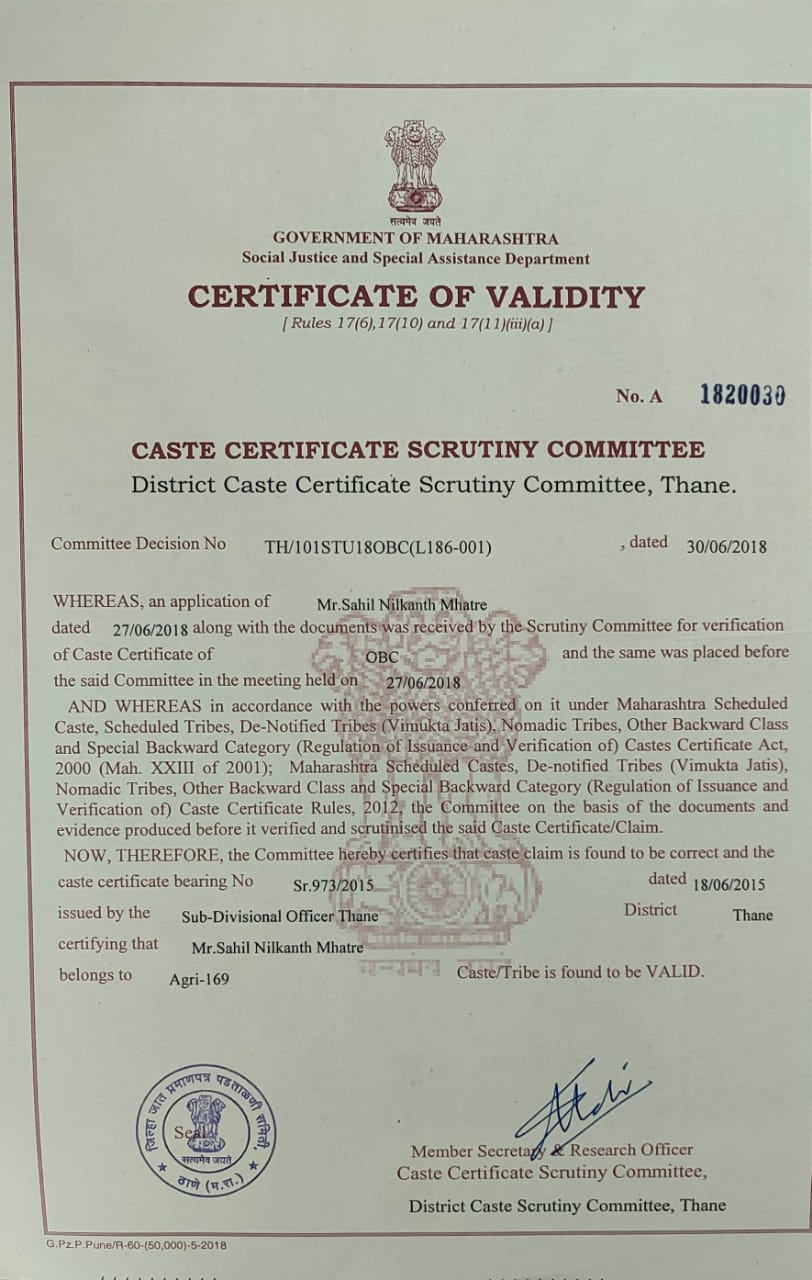 सत्यमेव जयते
GOVERNMENT OF MAHARASHTRA
Social Justice and Special Assistance Department
CERTIFICATE OF VALIDITY
[ Rules 17(6),17(10) and 17(11)(iii)(a) ]
No. A 1820030
CASTE CERTIFICATE SCRUTINY COMMITTEE
District Caste Certificate Scrutiny Committee, Thane.
Committee Decision No TH/101STU18OBC(L186-001) , dated 30/06/2018
WHEREAS, an application of Mr.Sahil Nilkanth Mhatre
dated 27/06/2018 along with the documents was received by the Scrutiny Committee for verification
of Caste Certificate of OBC and the same was placed before
the said Committee in the meeting held on 27/06/2018
AND WHEREAS in accordance with the powers conferred on it under Maharashtra Scheduled
Caste, Scheduled Tribes, De-Notified Tribes (Vimukta Jatis), Nomadic Tribes, Other Backward Class
and Special Backward Category (Regulation of Issuance and Verification of) Castes Certificate Act,
2000 (Mah. XXIII of 2001); Maharashtra Scheduled Castes, De-notified Tribes (Vimukta Jatis),
Nomadic Tribes, Other Backward Class and Special Backward Category (Regulation of Issuance and
Verification of) Caste Certificate Rules, 2012, the Committee on the basis of the documents and
evidence produced before it verified and scrutinised the said Caste Certificate/Claim.
NOW, THEREFORE, the Committee hereby certifies that caste claim is found to be correct and the
caste certificate bearing No Sr.973/2015 dated 18/06/2015
issued by the Sub-Divisional Officer Thane District Thane
certifying that Mr.Sahil Nilkanth Mhatre
belongs to Agri-169 Caste/Tribe is found to be VALID.
जिल्हा जात प्रमाणपत्र पडताळणी समिती,
Seal
सत्यमेव जयते
ठाणे (म.रा.)
Member Secretary & Research Officer
Caste Certificate Scrutiny Committee,
District Caste Scrutiny Committee, Thane
G.Pz.P.Pune/R-60-(50,000)-5-2018